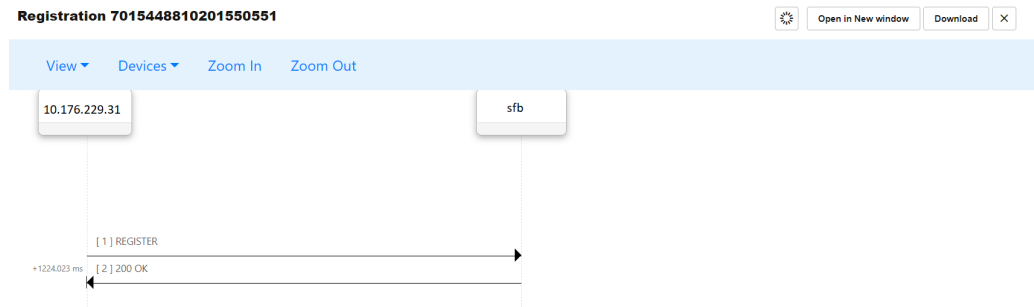 Registration 7015448810201550551
Open in New window
Download
View
Devices
Zoom In
Zoom Out
10.176.229.31
sfb
[ 1 ] REGISTER
+1224.023 ms
[ 2 ] 200 OK